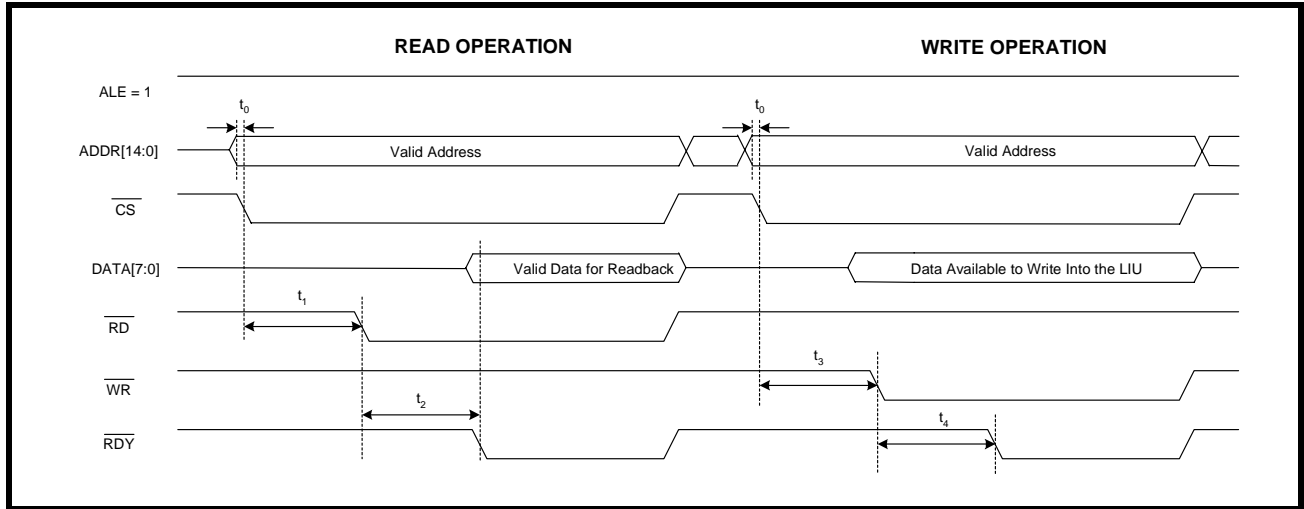 READ OPERATION WRITE OPERATION
ALE = 1
t0 t0
ADDR[14:0] Valid Address Valid Address
CS
DATA[7:0] Valid Data for Readback Data Available to Write Into the LIU
t1
RD
t3
WR
t2
t4
RDY